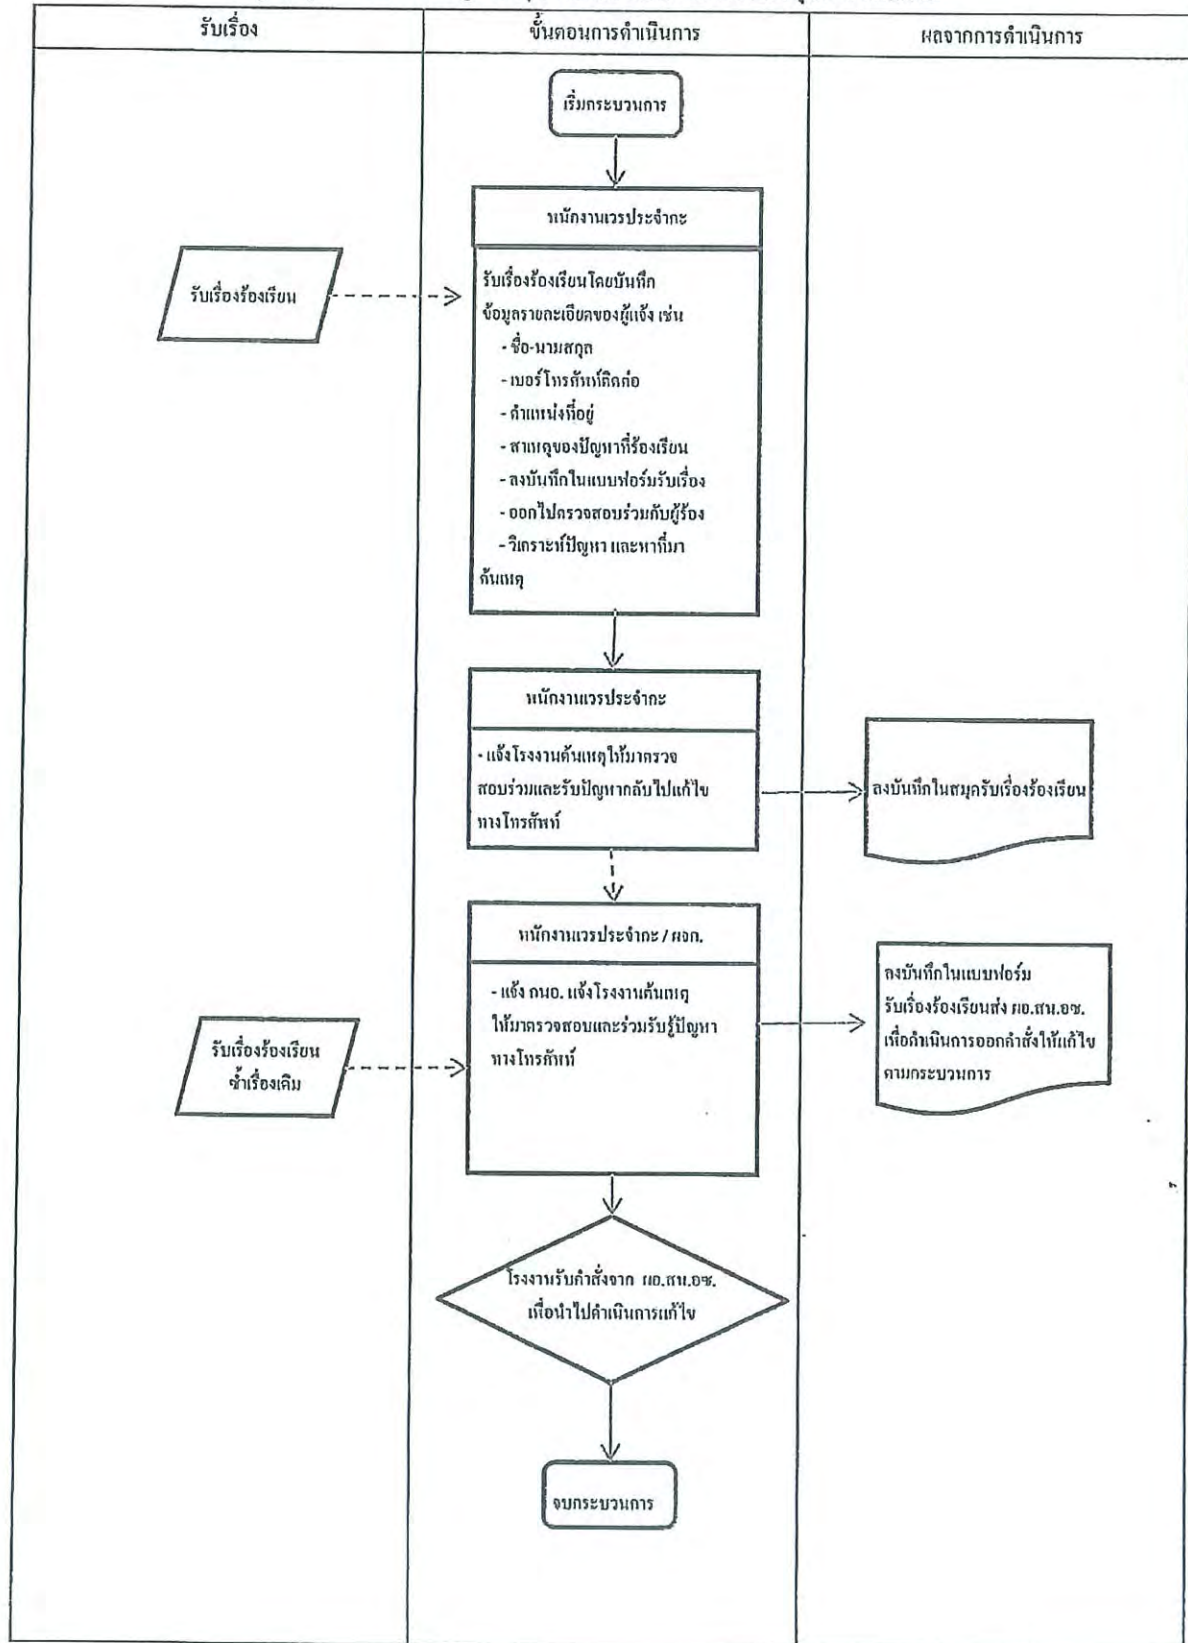 รับเรื่อง
ขั้นตอนการดำเนินการ
ผลจากการดำเนินการ
เริ่มกระบวนการ
พนักงานเวรประจำกะ
รับเรื่องร้องเรียน
รับเรื่องร้องเรียนโดยบันทึก
ข้อมูลรายละเอียดของผู้แจ้ง เช่น
- ชื่อ-นามสกุล
- เบอร์โทรศัพท์ติดต่อ
- ตำแหน่งที่อยู่
- สาเหตุของปัญหาที่ร้องเรียน
- ลงบันทึกในแบบฟอร์มรับเรื่อง
- ออกไปตรวจสอบร่วมกับผู้ร้อง
- วิเคราะห์ปัญหา และหาที่มา
ต้นเหตุ
พนักงานเวรประจำกะ
- แจ้งโรงงานต้นเหตุให้มาตรวจ
สอบร่วมและรับปัญหากลับไปแก้ไข
ทางโทรศัพท์
ลงบันทึกในสมุดรับเรื่องร้องเรียน
พนักงานเวรประจำกะ / ผจก.
- แจ้ง กนอ. แจ้งโรงงานต้นเหตุ
ให้มาตรวจสอบและร่วมรับรู้ปัญหา
ทางโทรศัพท์
รับเรื่องร้องเรียน
ซ้ำเรื่องเดิม
ลงบันทึกในแบบฟอร์ม
รับเรื่องร้องเรียนส่ง ผอ.สน.อซ.
เพื่อดำเนินการออกคำสั่งให้แก้ไข
ตามกระบวนการ
โรงงานรับคำสั่งจาก ผอ.สน.อซ.
เพื่อนำไปดำเนินการแก้ไข
จบกระบวนการ